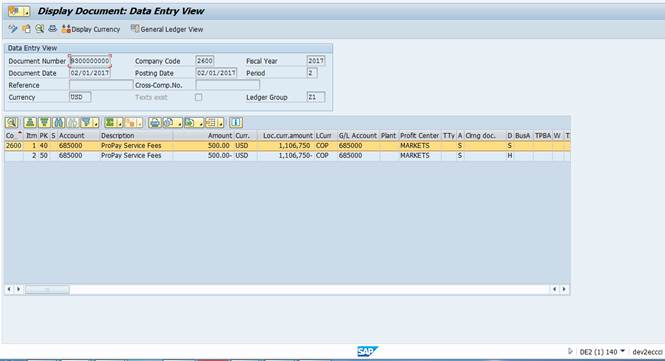 Display Document: Data Entry View
Display Currency General Ledger View
Data Entry View
Document Number 9300000000 Company Code 2600 Fiscal Year 2017
Document Date 02/01/2017 Posting Date 02/01/2017 Period 2
Reference Cross-Comp.No.
Currency USD Texts exist Ledger Group Z1
Co.. Itm PK S Account Description Amount Curr. Loc.curr.amount LCurr G/L Account Plant Profit Center TTy A Clrng doc. D BusA TPBA W T
2600 1 40 685000 ProPay Service Fees 500.00 USD 1,106,750 COP 685000 MARKETS S S
2 50 685000 ProPay Service Fees 500.00- USD 1,106,750- COP 685000 MARKETS S H
SAP DE2 (1) 140 dev2eccci